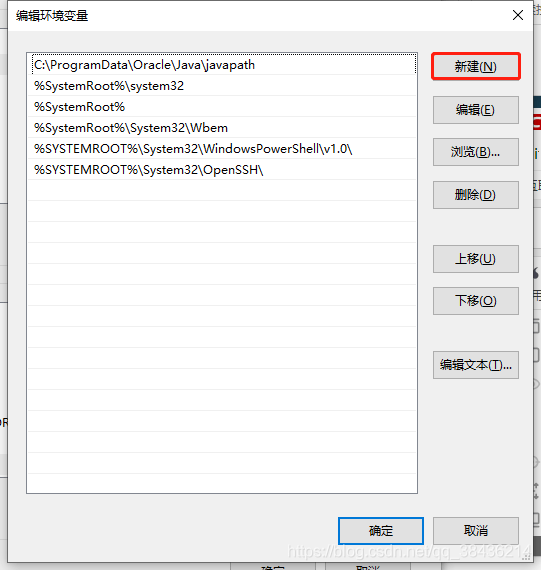 编辑环境变量
C:\ProgramData\Oracle\Java\javapath
%SystemRoot%\system32
%SystemRoot%
%SystemRoot%\System32\Wbem
%SYSTEMROOT%\System32\WindowsPowerShell\v1.0\
%SYSTEMROOT%\System32\OpenSSH\
新建(N)
编辑(E)
浏览(B)...
删除(D)
上移(U)
下移(O)
编辑文本(T)...
确定
取消
https://blog.csdn.net/qq_38436214